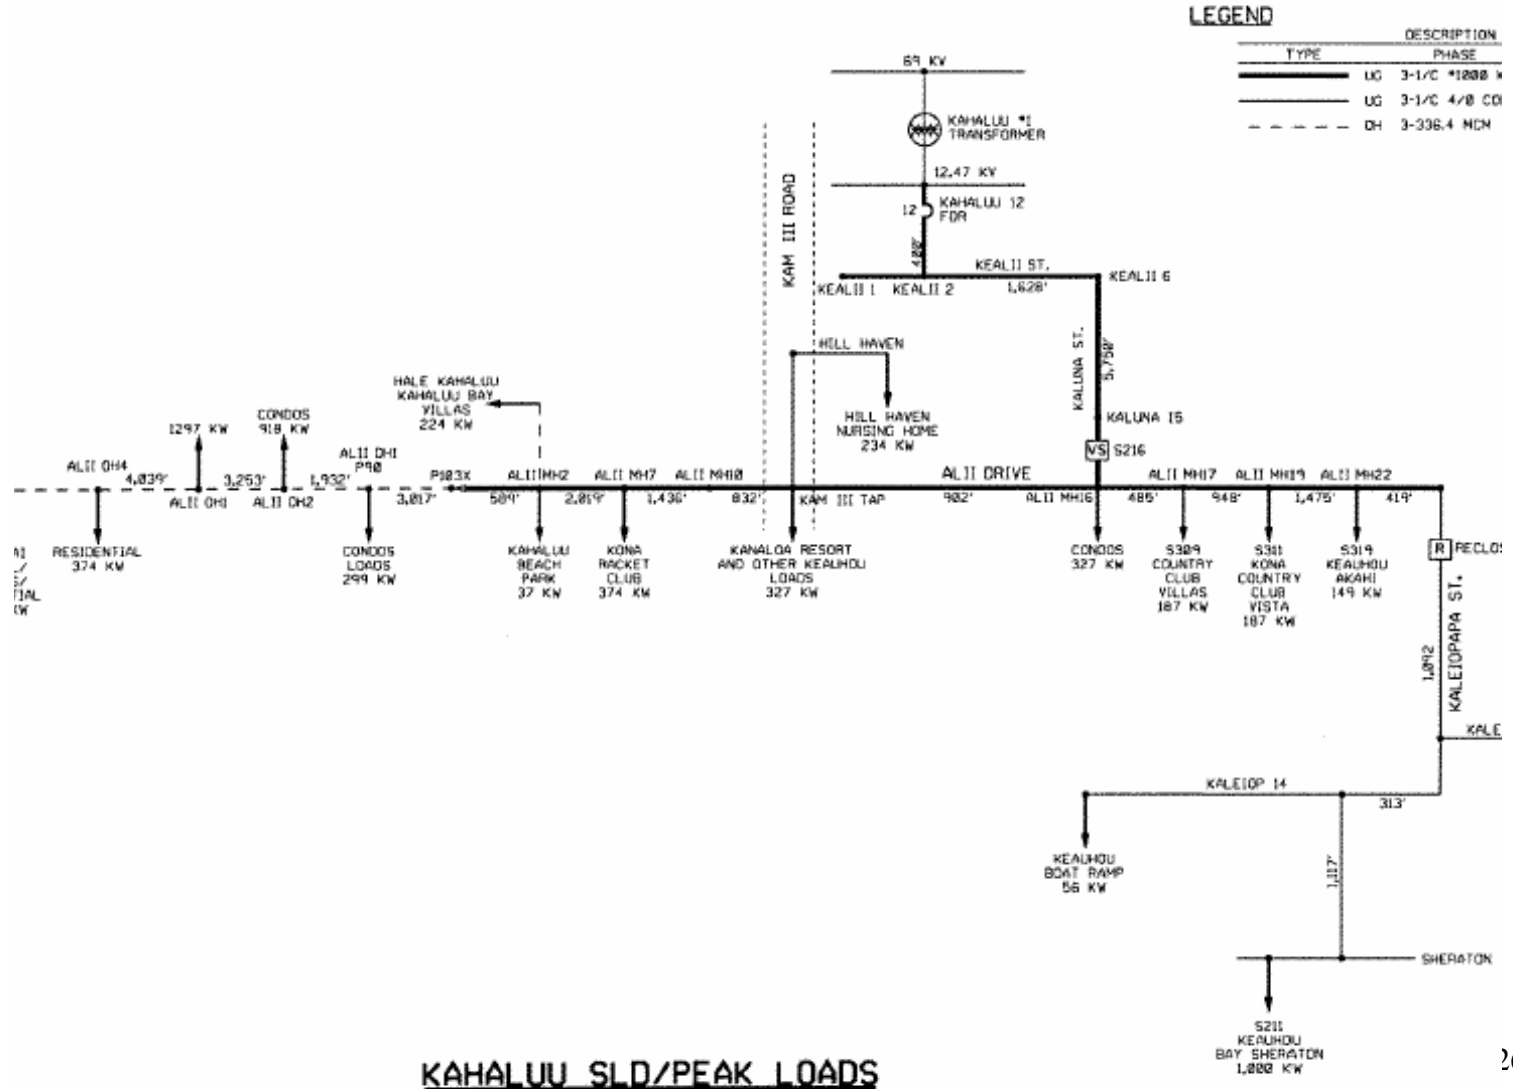 LEGEND
DESCRIPTION
TYPE PHASE
UG 3-1/C #1000
UG 3-1/C 4/0
OH 3-336.4 MCM
69 KV
KAHALUU #1
TRANSFORMER
12.47 KV
12
KAHALUU 12
FDR
400'
KEALII ST.
KEALII 1 KEALII 2 1,628'
KEALII 6
KAM III ROAD
KALUNA ST.
5,750'
KALUNA 15
VS S216
HILL HAVEN
HILL HAVEN
NURSING HOME
234 KW
HALE KAHALUU
KAHALUU BAY
VILLAS
224 KW
1297 KW
CONDOS
918 KW
ALII OH4
ALII OH1
P90
P103X
ALII MH2 ALII MH7 ALII MH10
ALII DRIVE
ALII MH17 ALII MH19 ALII MH22
4,039' 3,253' 1,932' 3,017' 589' 2,019' 1,436' 832' KAM III TAP 902' ALII MH16 485' 948' 1,475' 419'
ALII OH1 ALII OH2
RESIDENTIAL
374 KW
CONDOS
LOADS
299 KW
KAHALUU
BEACH
PARK
37 KW
KONA
RACKET
CLUB
374 KW
KANALOA RESORT
AND OTHER KEAUHOU
LOADS
327 KW
CONDOS
327 KW
S309
COUNTRY
CLUB
VILLAS
187 KW
S311
KONA
COUNTRY
CLUB
VISTA
187 KW
S319
KEAUHOU
AKAHI
149 KW
R
KALEIOPAPA ST.
1,092
KALEIOP 14
313'
KEAUHOU
BOAT RAMP
56 KW
1,117'
SHERATON
S211
KEAUHOU
BAY SHERATON
1,000 KW
KAHALUU SLD/PEAK LOADS